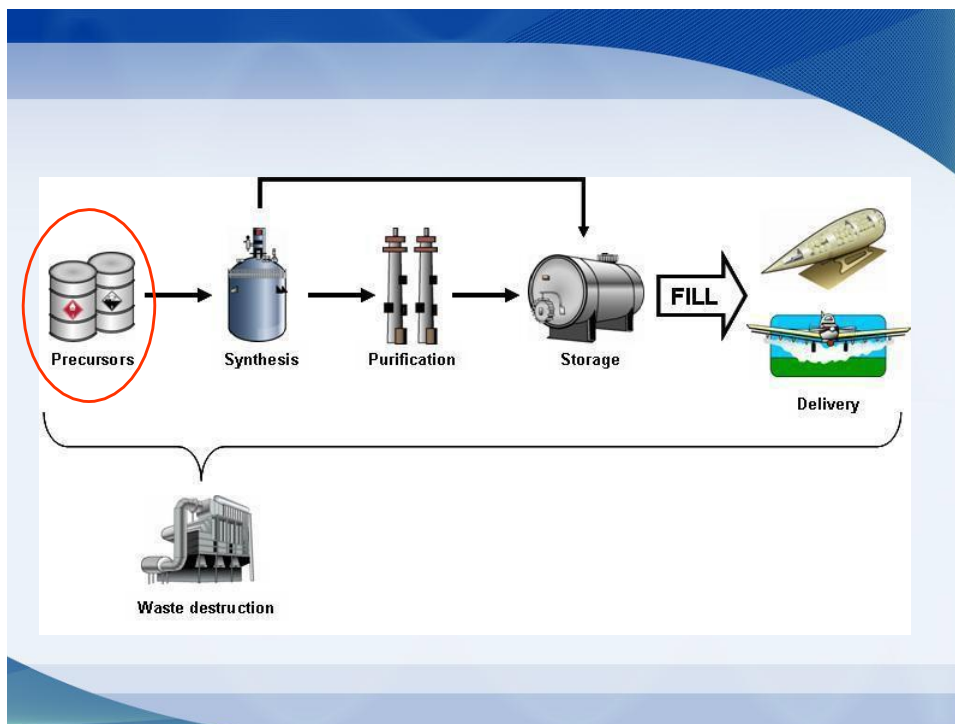 FILL
Precursors
Synthesis
Purification
Storage
Delivery
Waste destruction